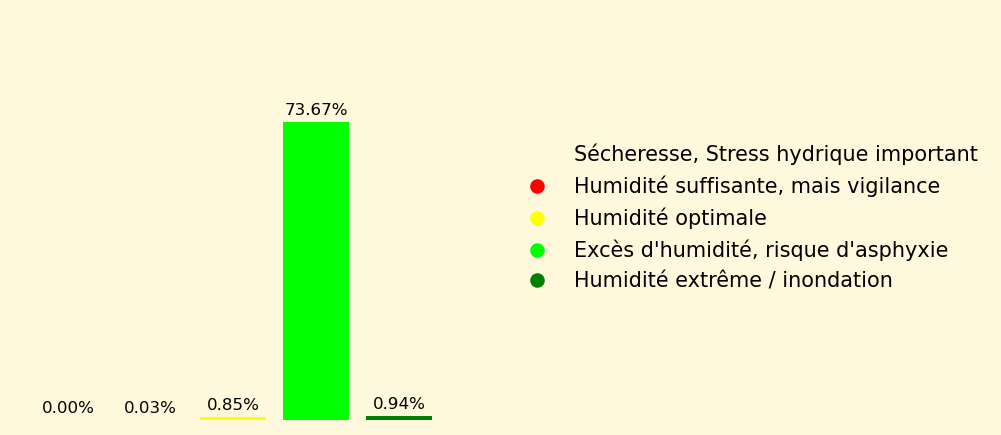 73.67%
0.00%
0.03%
0.85%
0.94%
Sécheresse, Stress hydrique important
Humidité suffisante, mais vigilance
Humidité optimale
Excès d'humidité, risque d'asphyxie
Humidité extrême / inondation